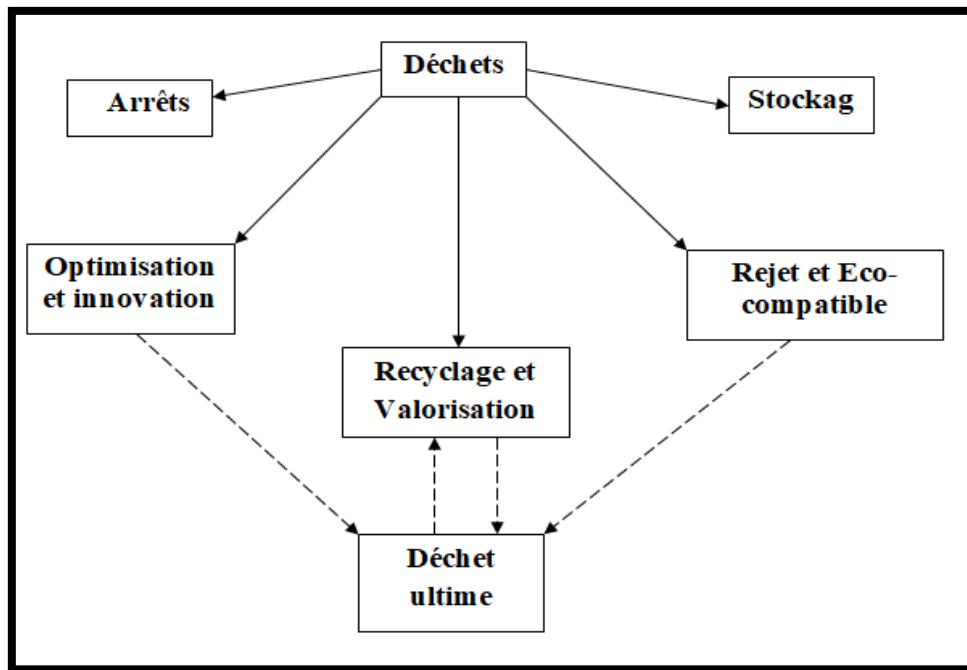 Déchets
Arrêts
Stockag
Optimisation
et innovation
Rejet et Eco-
compatible
Recyclage et
Valorisation
Déchet
ultime